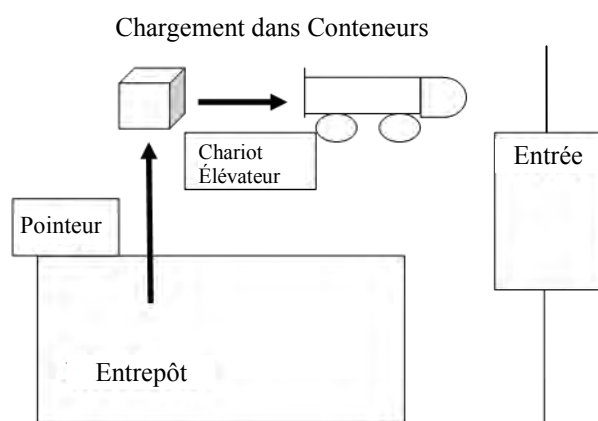 Chargement dans Conteneurs
Chariot
Élévateur
Entrée
Pointeur
Entrepôt